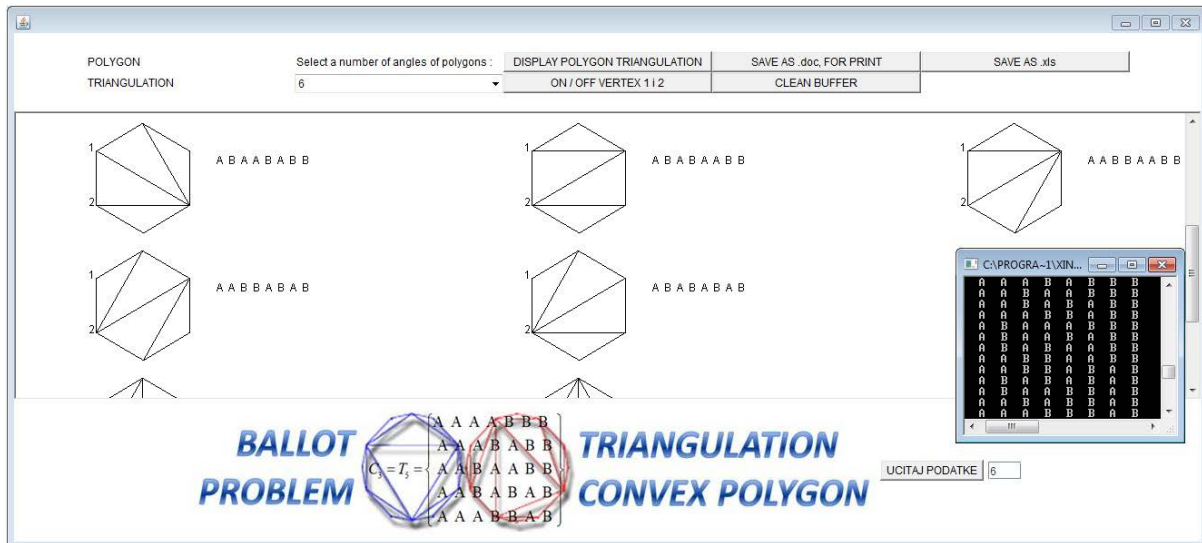 POLYGON
TRIANGULATION
Select a number of angles of polygons :
6
DISPLAY POLYGON TRIANGULATION
SAVE AS .doc, FOR PRINT
SAVE AS .xls
ON / OFF VERTEX 1 i 2
CLEAN BUFFER
1
2
A B A A B A B B
1
2
A B A B A A B B
1
2
A A B B A A B B
1
2
A A B B A B A B
1
2
A B A B A B A B
C:\PROGRA~1\XIN...
A A A B A B B B
A A B A A B B B
BALLOT
PROBLEM
A A A A B B B
A A A B A B B
C3 = T5 = A A B A A B B
A A B A B A B
A A A B B A B
TRIANGULATION
CONVEX POLYGON
UCITAJ PODATKE
6